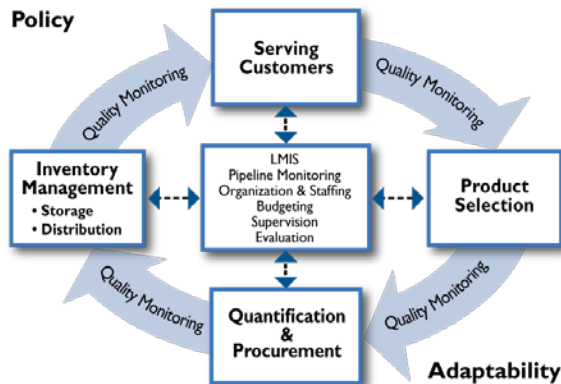 Policy
Serving
Customers
Quality Monitoring
Quality Monitoring
Inventory
Management
• Storage
• Distribution
LMIS
Pipeline Monitoring
Organization & Staffing
Budgeting
Supervision
Evaluation
Product
Selection
Quality Monitoring
Quality Monitoring
Quantification
&
Procurement
Adaptability